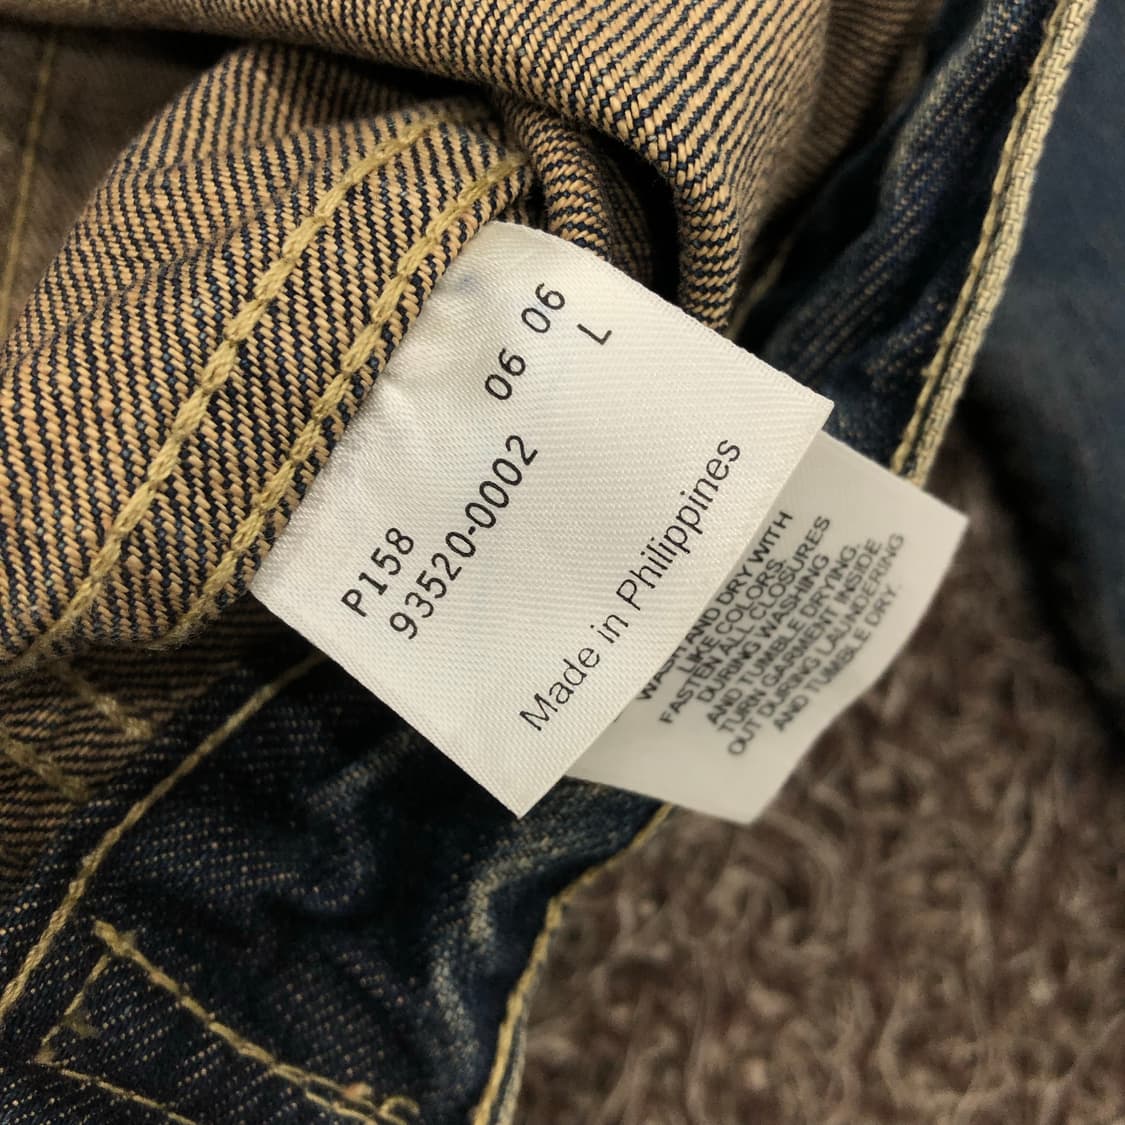 P158 06 06
93520-0002 L
Made in Philippines
WASH AND DRY WITH
LIKE COLORS.
FASTEN ALL CLOSURES
DURING WASHING
AND TUMBLE DRYING.
TURN GARMENT INSIDE
OUT DURING LAUNDERING
AND TUMBLE DRY.